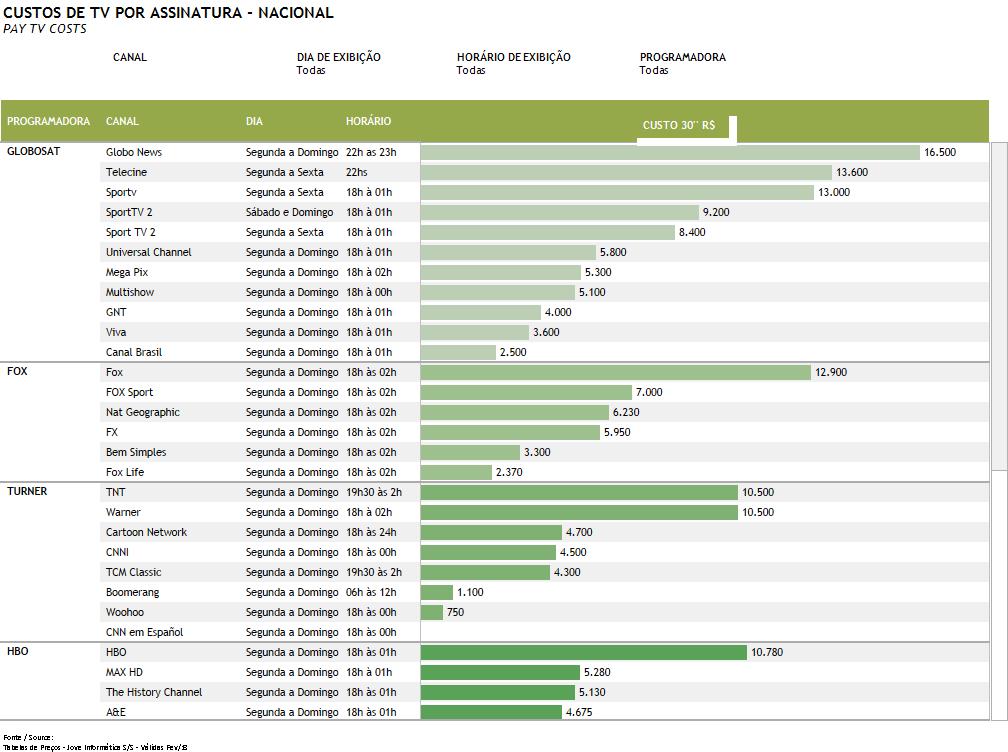 CUSTOS DE TV POR ASSINATURA - NACIONAL
PAY TV COSTS
CANAL DIA DE EXIBIÇÃO HORÁRIO DE EXIBIÇÃO PROGRAMADORA
Todas Todas Todas
PROGRAMADORA CANAL DIA HORÁRIO CUSTO 30'' R$
GLOBOSAT Globo News Segunda a Domingo 22h as 23h 16.500
Telecine Segunda a Sexta 22hs 13.600
Sportv Segunda a Sexta 18h à 01h 13.000
SportTV 2 Sábado e Domingo 18h à 01h 9.200
Sport TV 2 Segunda a Sexta 18h à 01h 8.400
Universal Channel Segunda a Domingo 18h à 01h 5.800
Mega Pix Segunda a Domingo 18h à 02h 5.300
Multishow Segunda a Domingo 18h à 00h 5.100
GNT Segunda a Domingo 18h à 01h 4.000
Viva Segunda a Domingo 18h à 01h 3.600
Canal Brasil Segunda a Domingo 18h à 01h 2.500
FOX Fox Segunda a Domingo 18h às 02h 12.900
FOX Sport Segunda a Domingo 18h às 02h 7.000
Nat Geographic Segunda a Domingo 18h às 02h 6.230
FX Segunda a Domingo 18h às 02h 5.950
Bem Simples Segunda a Domingo 18h as 02h 3.300
Fox Life Segunda a Domingo 18h às 02h 2.370
TURNER TNT Segunda a Domingo 19h30 às 2h 10.500
Warner Segunda a Domingo 18h à 02h 10.500
Cartoon Network Segunda a Domingo 18h às 24h 4.700
CNNI Segunda a Domingo 18h às 00h 4.500
TCM Classic Segunda a Domingo 19h30 às 2h 4.300
Boomerang Segunda a Domingo 06h às 12h 1.100
Woohoo Segunda a Domingo 18h às 00h 750
CNN em Español Segunda a Domingo 18h às 00h
HBO HBO Segunda a Domingo 18h às 01h 10.780
MAX HD Segunda a Domingo 18h à 01h 5.280
The History Channel Segunda a Domingo 18h às 01h 5.130
A&E Segunda a Domingo 18h às 01h 4.675
Fonte / Source:
Tabelas de Preços - Jove Informática S/S - Válidas Fev/13